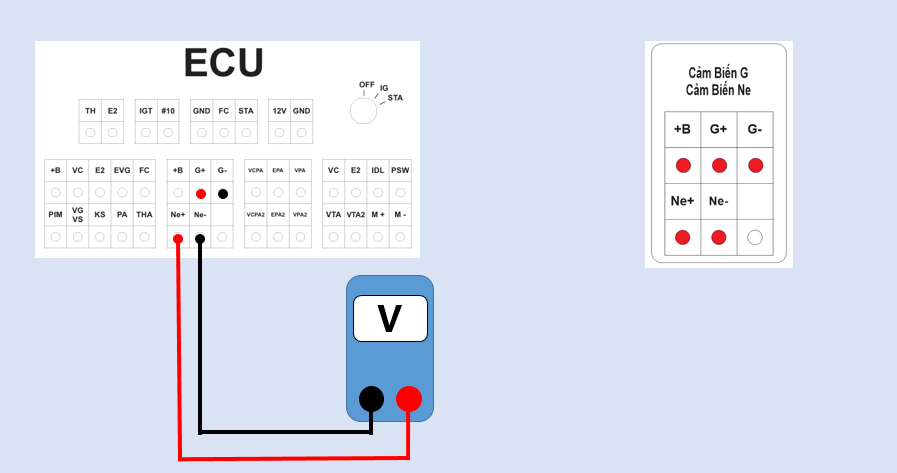 ECU
OFF
IG
STA
TH E2 IGT #10 GND FC STA 12V GND
+B VC E2 EVG FC +B G+ G- VCPA EPA VPA VC E2 IDL PSW
PIM VG VS KS PA THA Ne+ Ne- VCPA2 EPA2 VPA2 VTA VTA2 M + M -
V
Cảm Biến G
Cảm Biến Ne
+B G+ G-
Ne+ Ne-